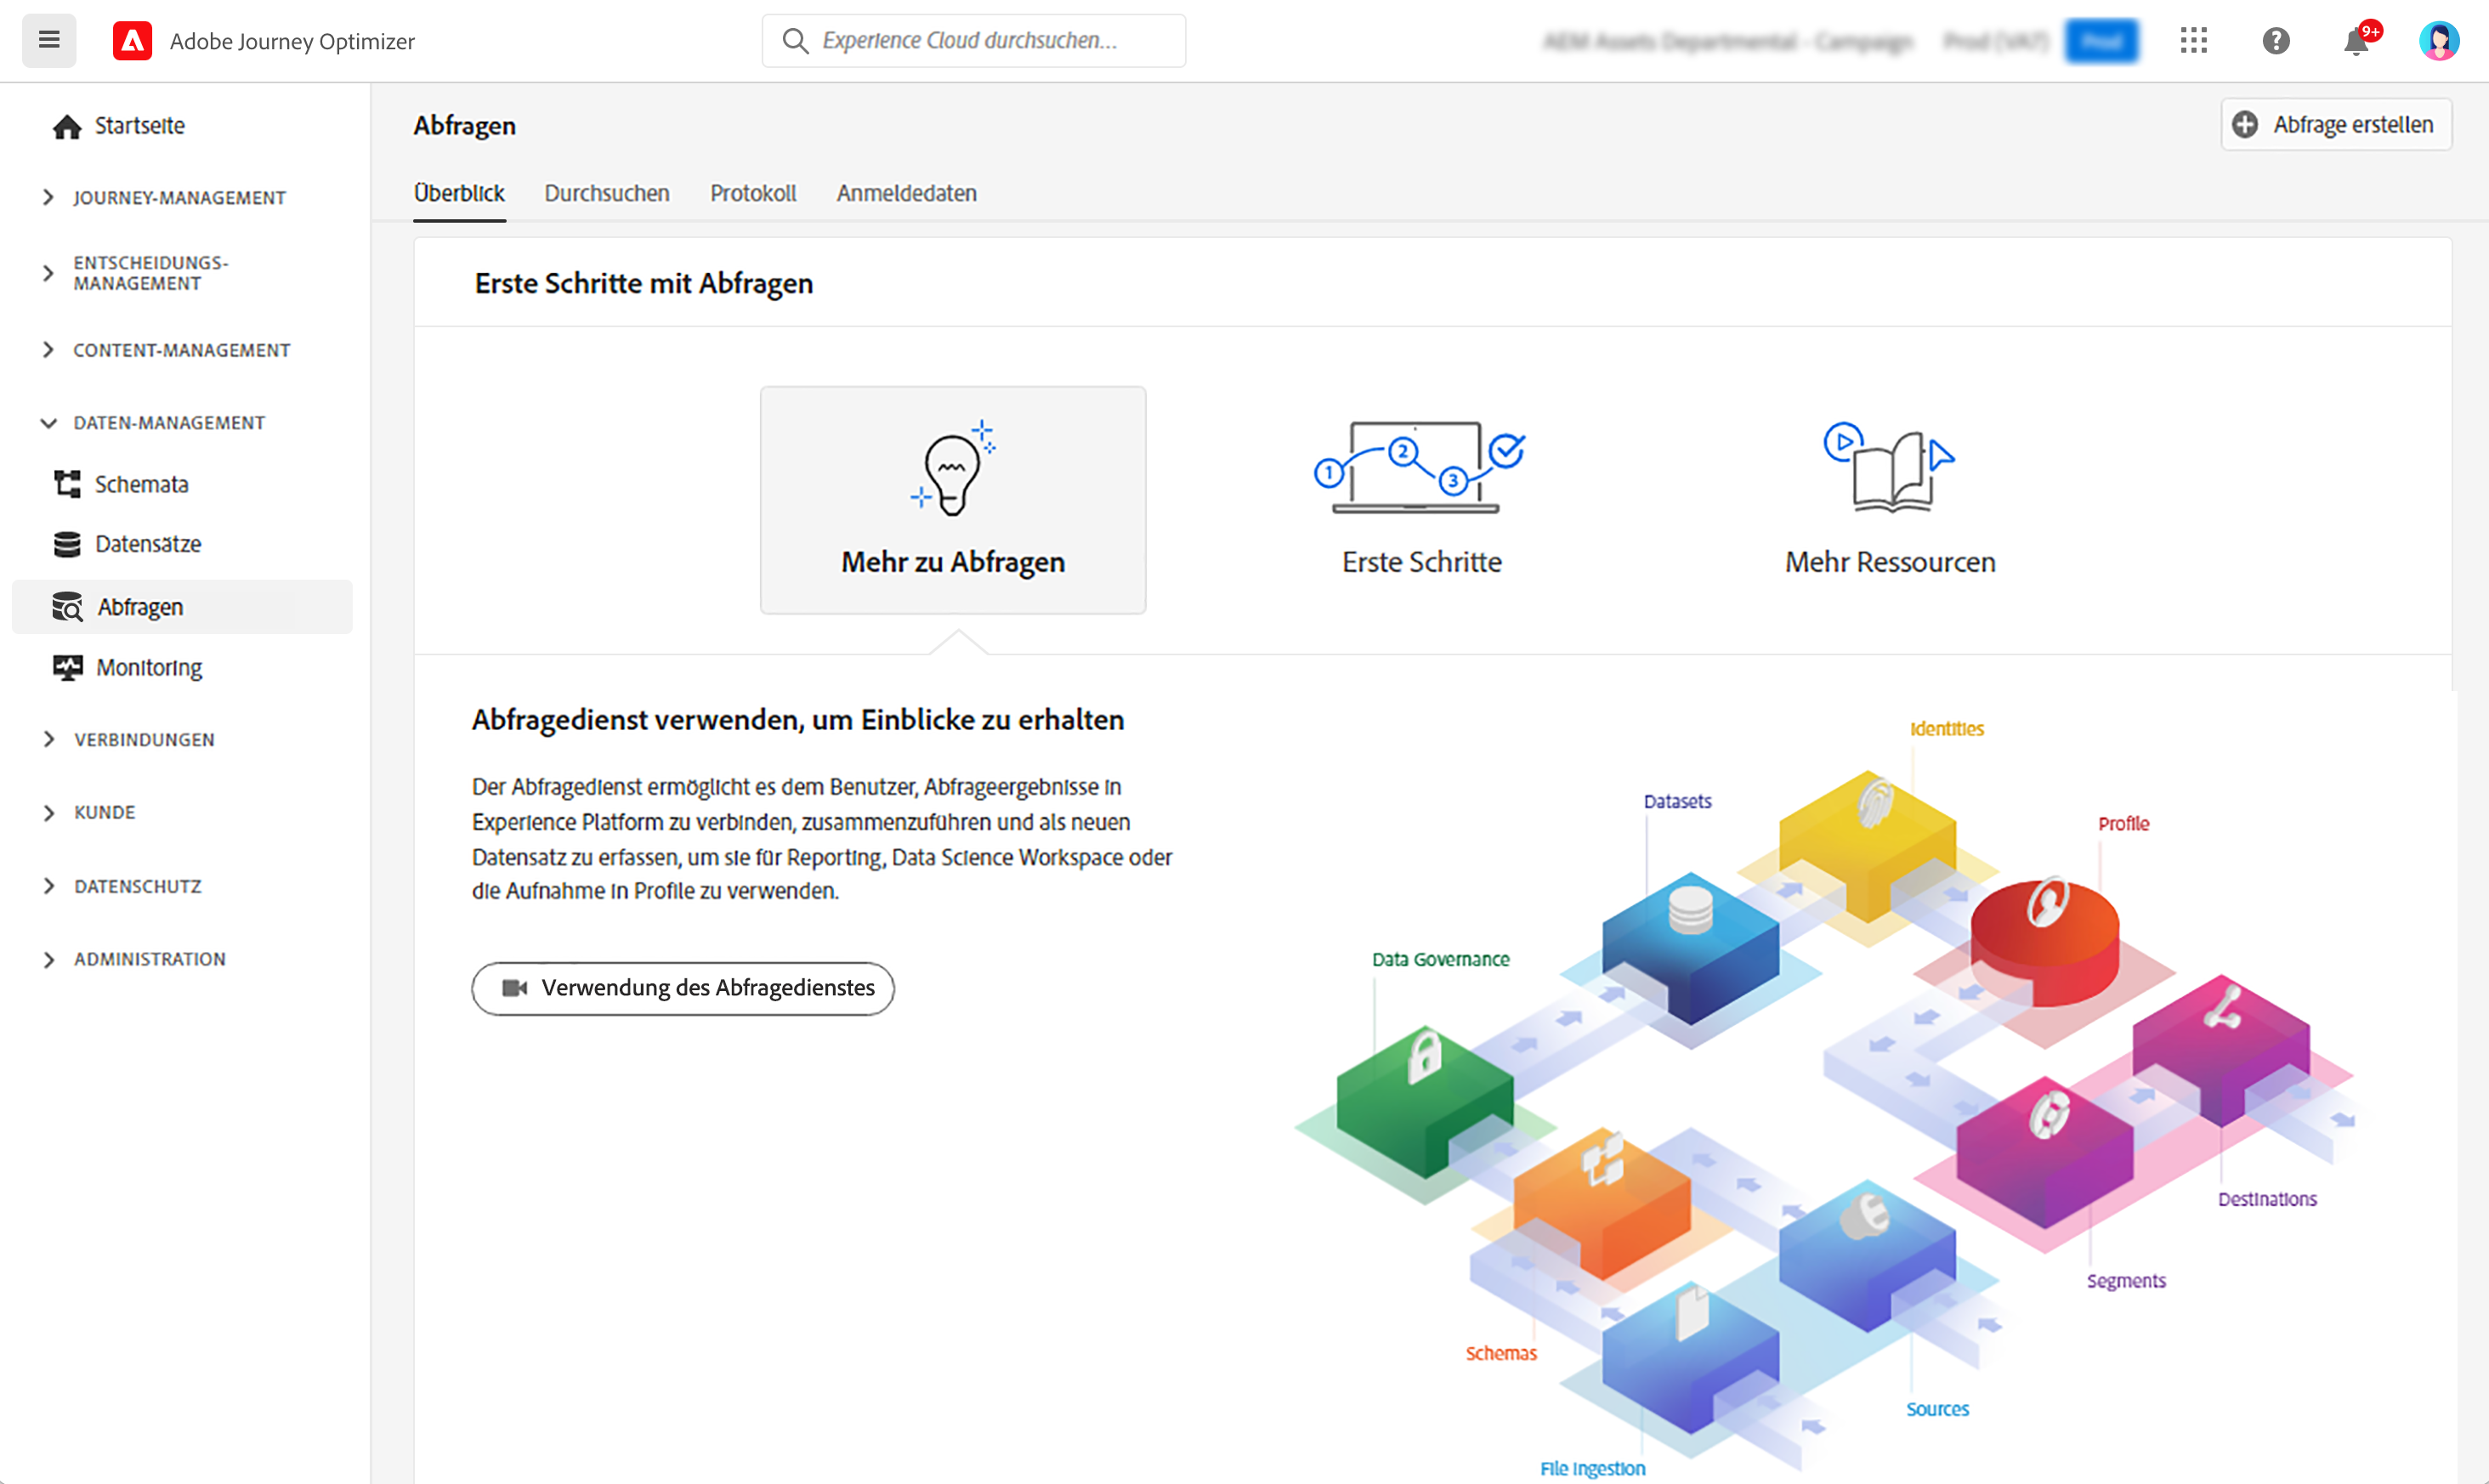 Adobe Journey Optimizer
Experience Cloud durchsuchen...
9+
Startseite
JOURNEY-MANAGEMENT
ENTSCHEIDUNGS-
MANAGEMENT
CONTENT-MANAGEMENT
DATEN-MANAGEMENT
Schemata
Datensätze
Abfragen
Monitoring
VERBINDUNGEN
KUNDE
DATENSCHUTZ
ADMINISTRATION
Abfragen
Abfrage erstellen
Überblick Durchsuchen Protokoll Anmeldedaten
Erste Schritte mit Abfragen
1 2 3
Mehr zu Abfragen
Erste Schritte
Mehr Ressourcen
Abfragedienst verwenden, um Einblicke zu erhalten
Der Abfragedienst ermöglicht es dem Benutzer, Abfrageergebnisse in
Experience Platform zu verbinden, zusammenzuführen und als neuen
Datensatz zu erfassen, um sie für Reporting, Data Science Workspace oder
die Aufnahme in Profile zu verwenden.
Verwendung des Abfragedienstes
Identities
Datasets
Profile
Data Governance
Destinations
Segments
Schemas
Sources
File Ingestion